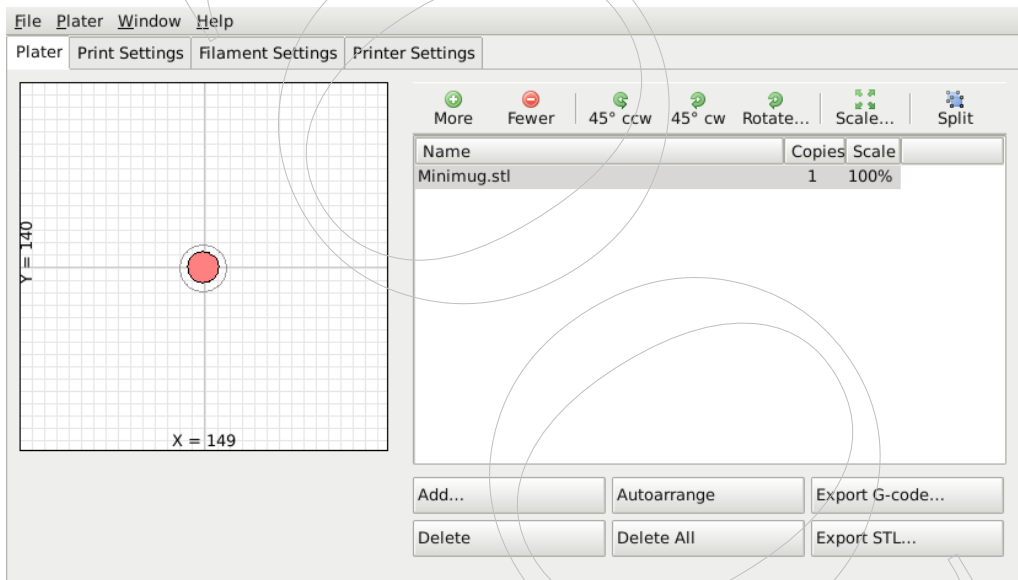 File Plater Window Help
Plater Print Settings Filament Settings Printer Settings
More Fewer 45° ccw 45° cw Rotate... Scale... Split
Name Copies Scale
Minimug.stl 1 100%
Y = 140
X = 149
Add... Autoarrange Export G-code...
Delete Delete All Export STL...